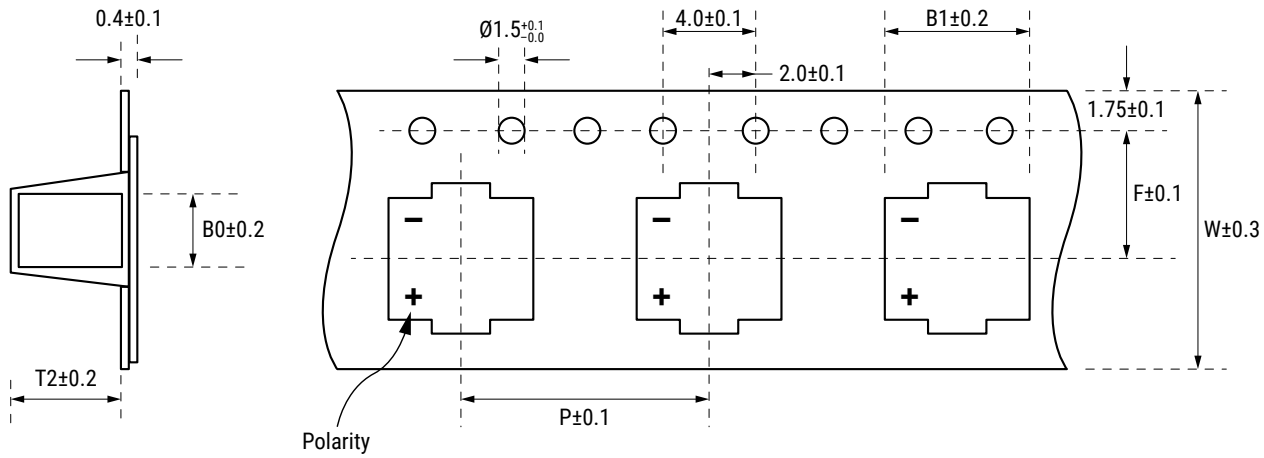 0.4±0.1
Ø1.5+0.1
-0.0
4.0±0.1
B1±0.2
2.0±0.1
1.75±0.1
B0±0.2
F±0.1
W±0.3
− − −
+ + +
T2±0.2
P±0.1
Polarity